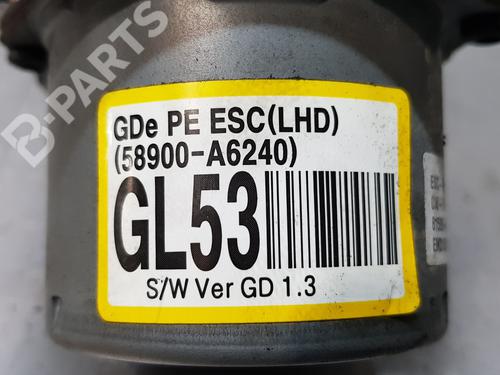 B-PARTS
GDe PE ESC(LHD)
(58900-A6240)
GL53
S/W Ver GD 1.3